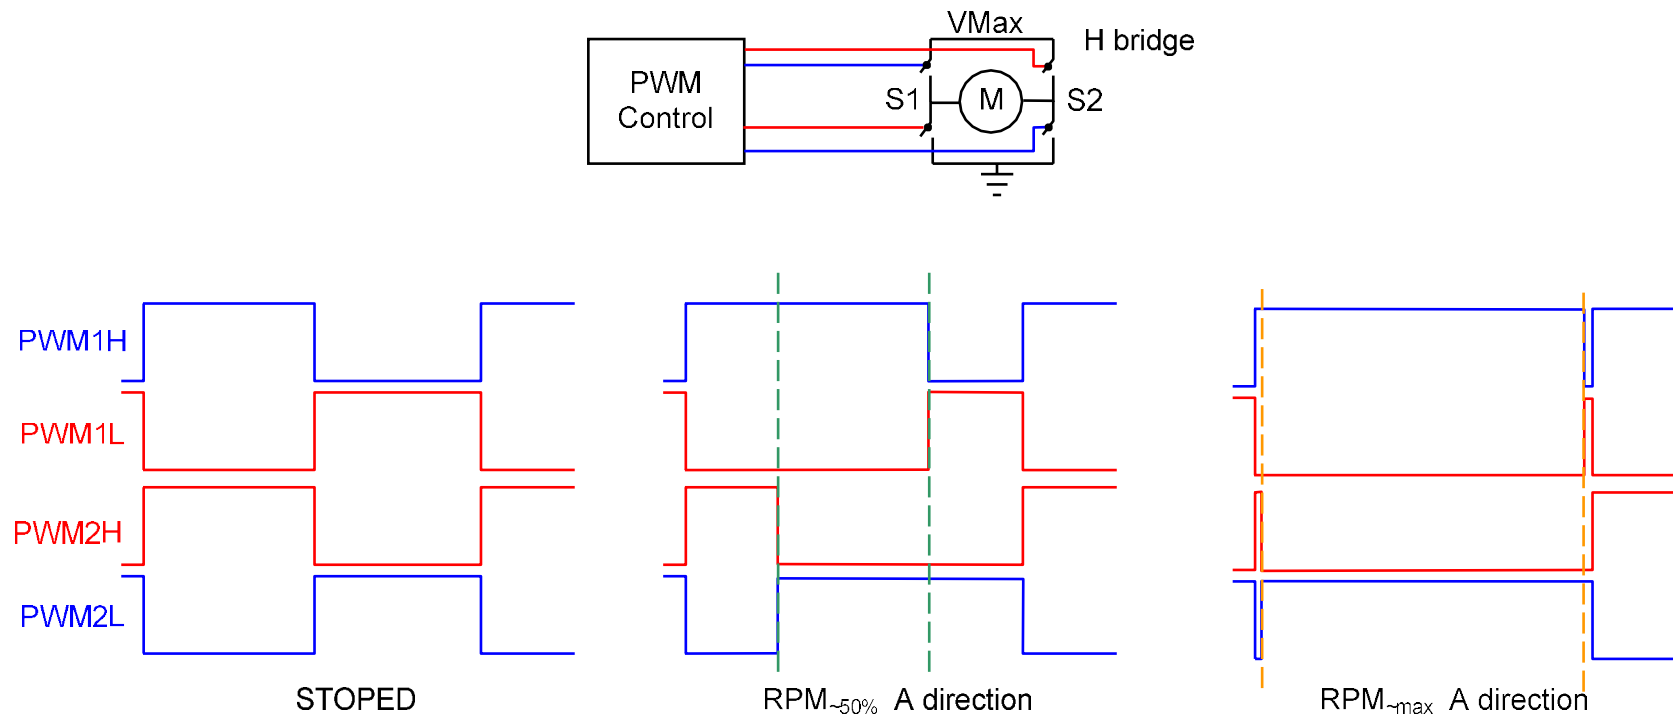 VMax
H bridge
PWM
Control
S1
M
S2
PWM1H
PWM1L
PWM2H
PWM2L
STOPED
RPM~50% A direction
RPM~max A direction